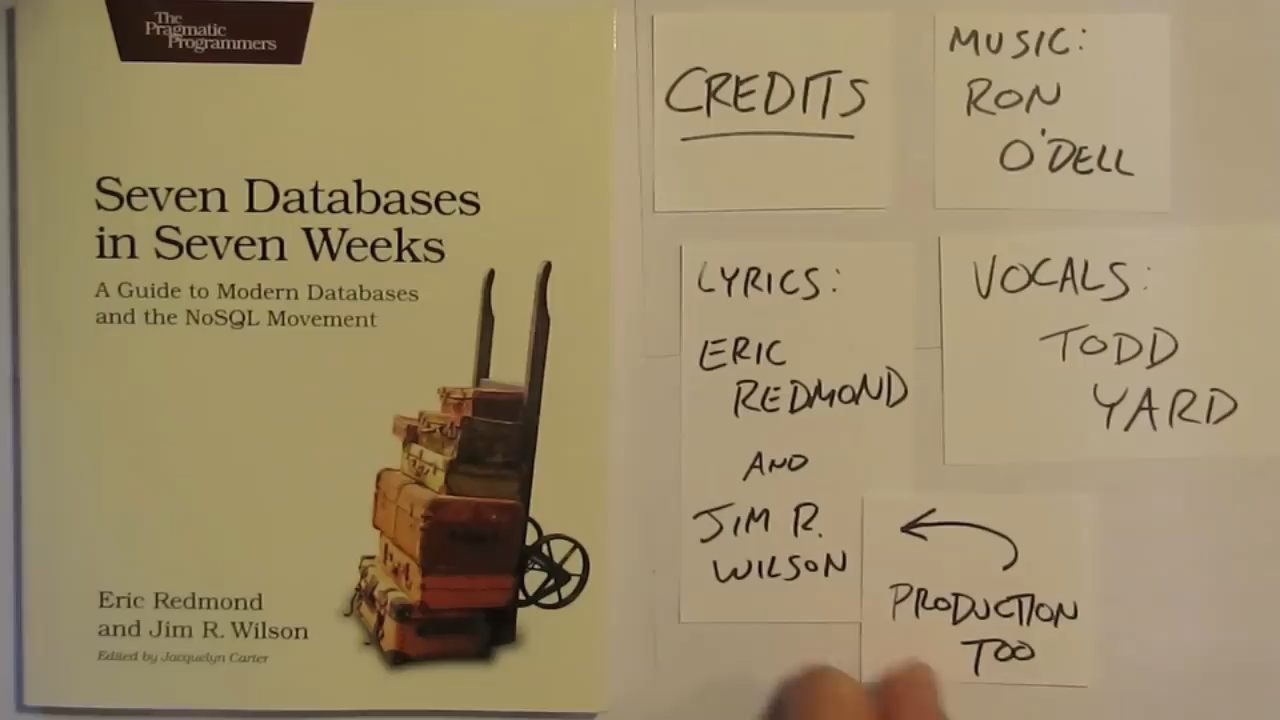 The
Pragmatic
Programmers
Seven Databases
in Seven Weeks
A Guide to Modern Databases
and the NoSQL Movement
Eric Redmond
and Jim R. Wilson
Edited by Jacquelyn Carter
CREDITS
MUSIC:
RON
O'DELL
LYRICS:
ERIC
REDMOND
AND
JIM R.
WILSON
VOCALS:
TODD
YARD
PRODUCTION
TOO